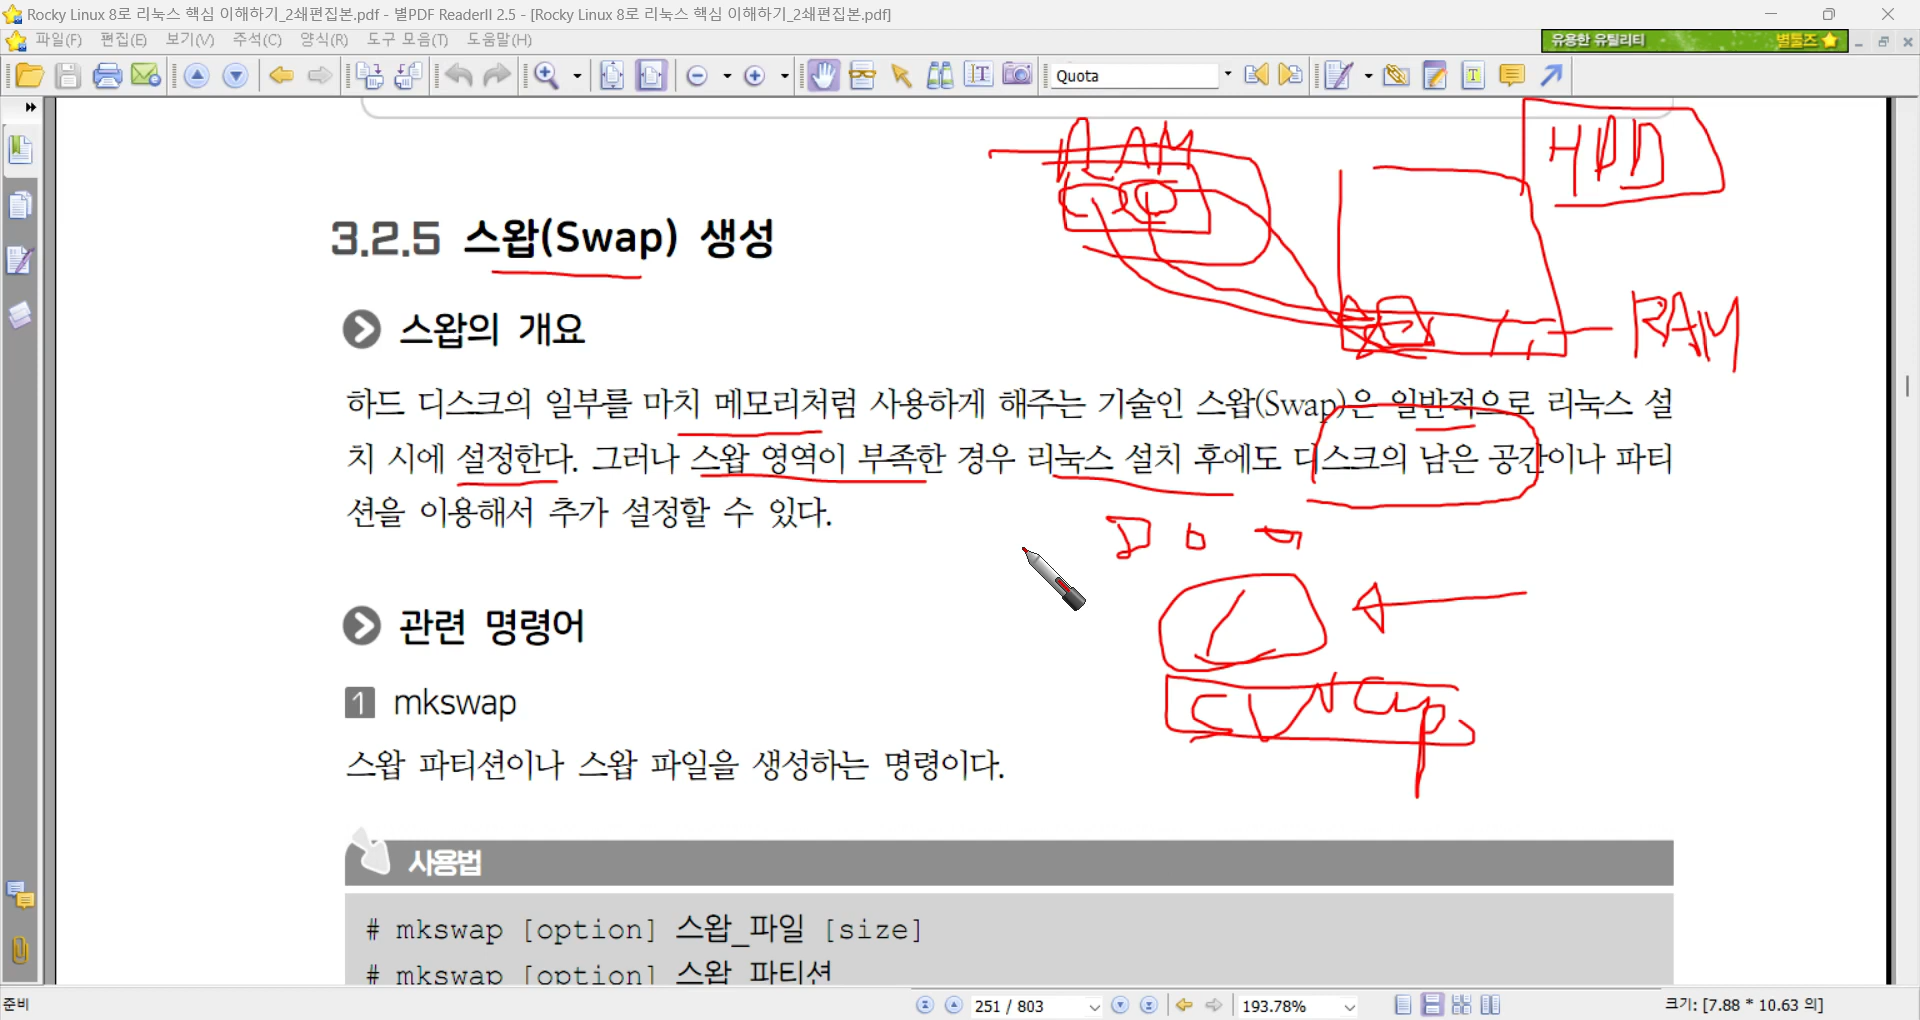 Rocky Linux 8로 리눅스 핵심 이해하기_2쇄편집본.pdf - 별PDF ReaderII 2.5 - [Rocky Linux 8로 리눅스 핵심 이해하기_2쇄편집본.pdf]
파일(F) 편집(E) 보기(V) 주석(C) 양식(R) 도구 모음(T) 도움말(H)
유용한 유틸리티 별툴즈
Quota
RAM
HDD
3.2.5 스왑(Swap) 생성
RAM
스왑의 개요
하드 디스크의 일부를 마치 메모리처럼 사용하게 해주는 기술인 스왑(Swap)은 일반적으로 리눅스 설
치 시에 설정한다. 그러나 스왑 영역이 부족한 경우 리눅스 설치 후에도 디스크의 남은 공간이나 파티
션을 이용해서 추가 설정할 수 있다.
/
관련 명령어
swap
1 mkswap
스왑 파티션이나 스왑 파일을 생성하는 명령이다.
사용법
# mkswap [option] 스왑_파일 [size]
# mkswap [option] 스왑 파티션
준비 251 / 803 193.78% 크기: [7.88 * 10.63 의]